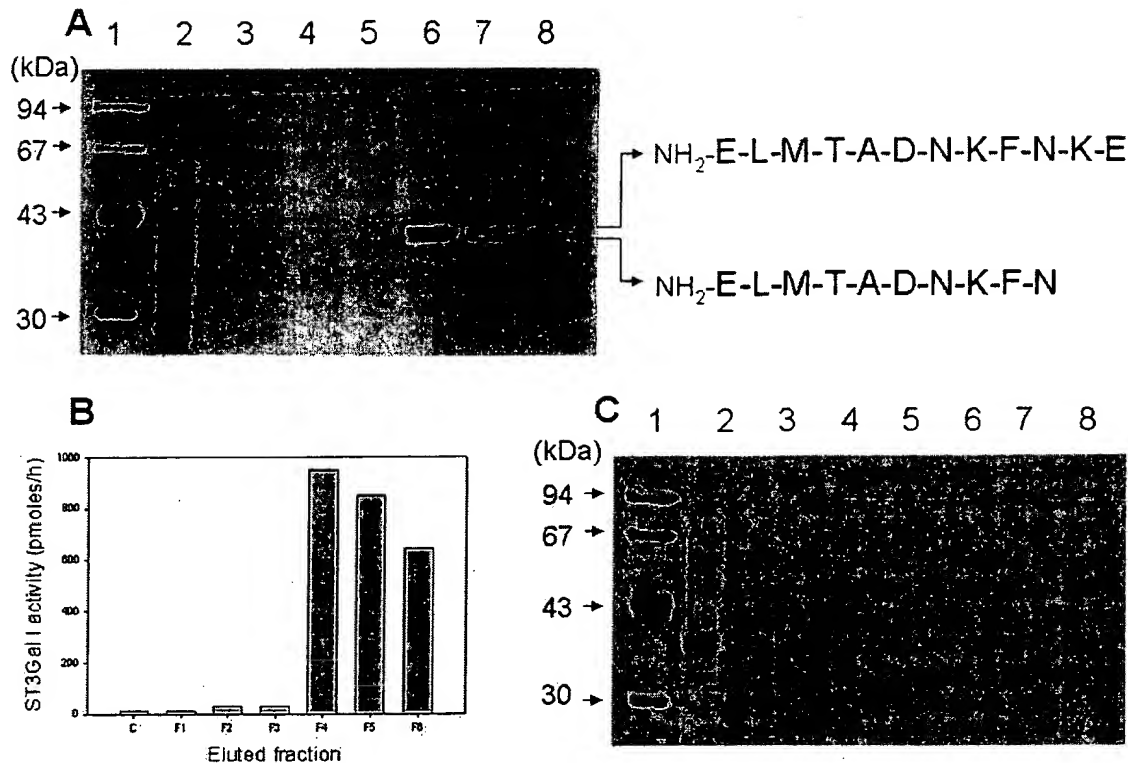 A
1 2 3 4 5 6 7 8
(kDa)
94
67
43
30
NH2-E-L-M-T-A-D-N-K-F-N-K-E
NH2-E-L-M-T-A-D-N-K-F-N
B
ST3Gal I activity (pmoles/h)
1000
800
600
400
200
0
C F1 F2 F3 F4 F5 F6
Eluted fraction
C
1 2 3 4 5 6 7 8
(kDa)
94
67
43
30